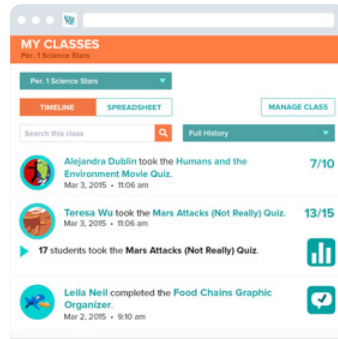 MY CLASSES
Per. 1 Science Stars
Per. 1 Science Stars
TIMELINE SPREADSHEET MANAGE CLASS
Search this class Full History
Alejandra Dublin took the Humans and the 7/10
Environment Movie Quiz.
Mar 3, 2015 • 11:06 am
Teresa Wu took the Mars Attacks (Not Really) Quiz. 13/15
Mar 3, 2015 • 11:06 am
17 students took the Mars Attacks (Not Really) Quiz.
Leila Neil completed the Food Chains Graphic
Organizer.
Mar 2, 2015 • 9:10 am